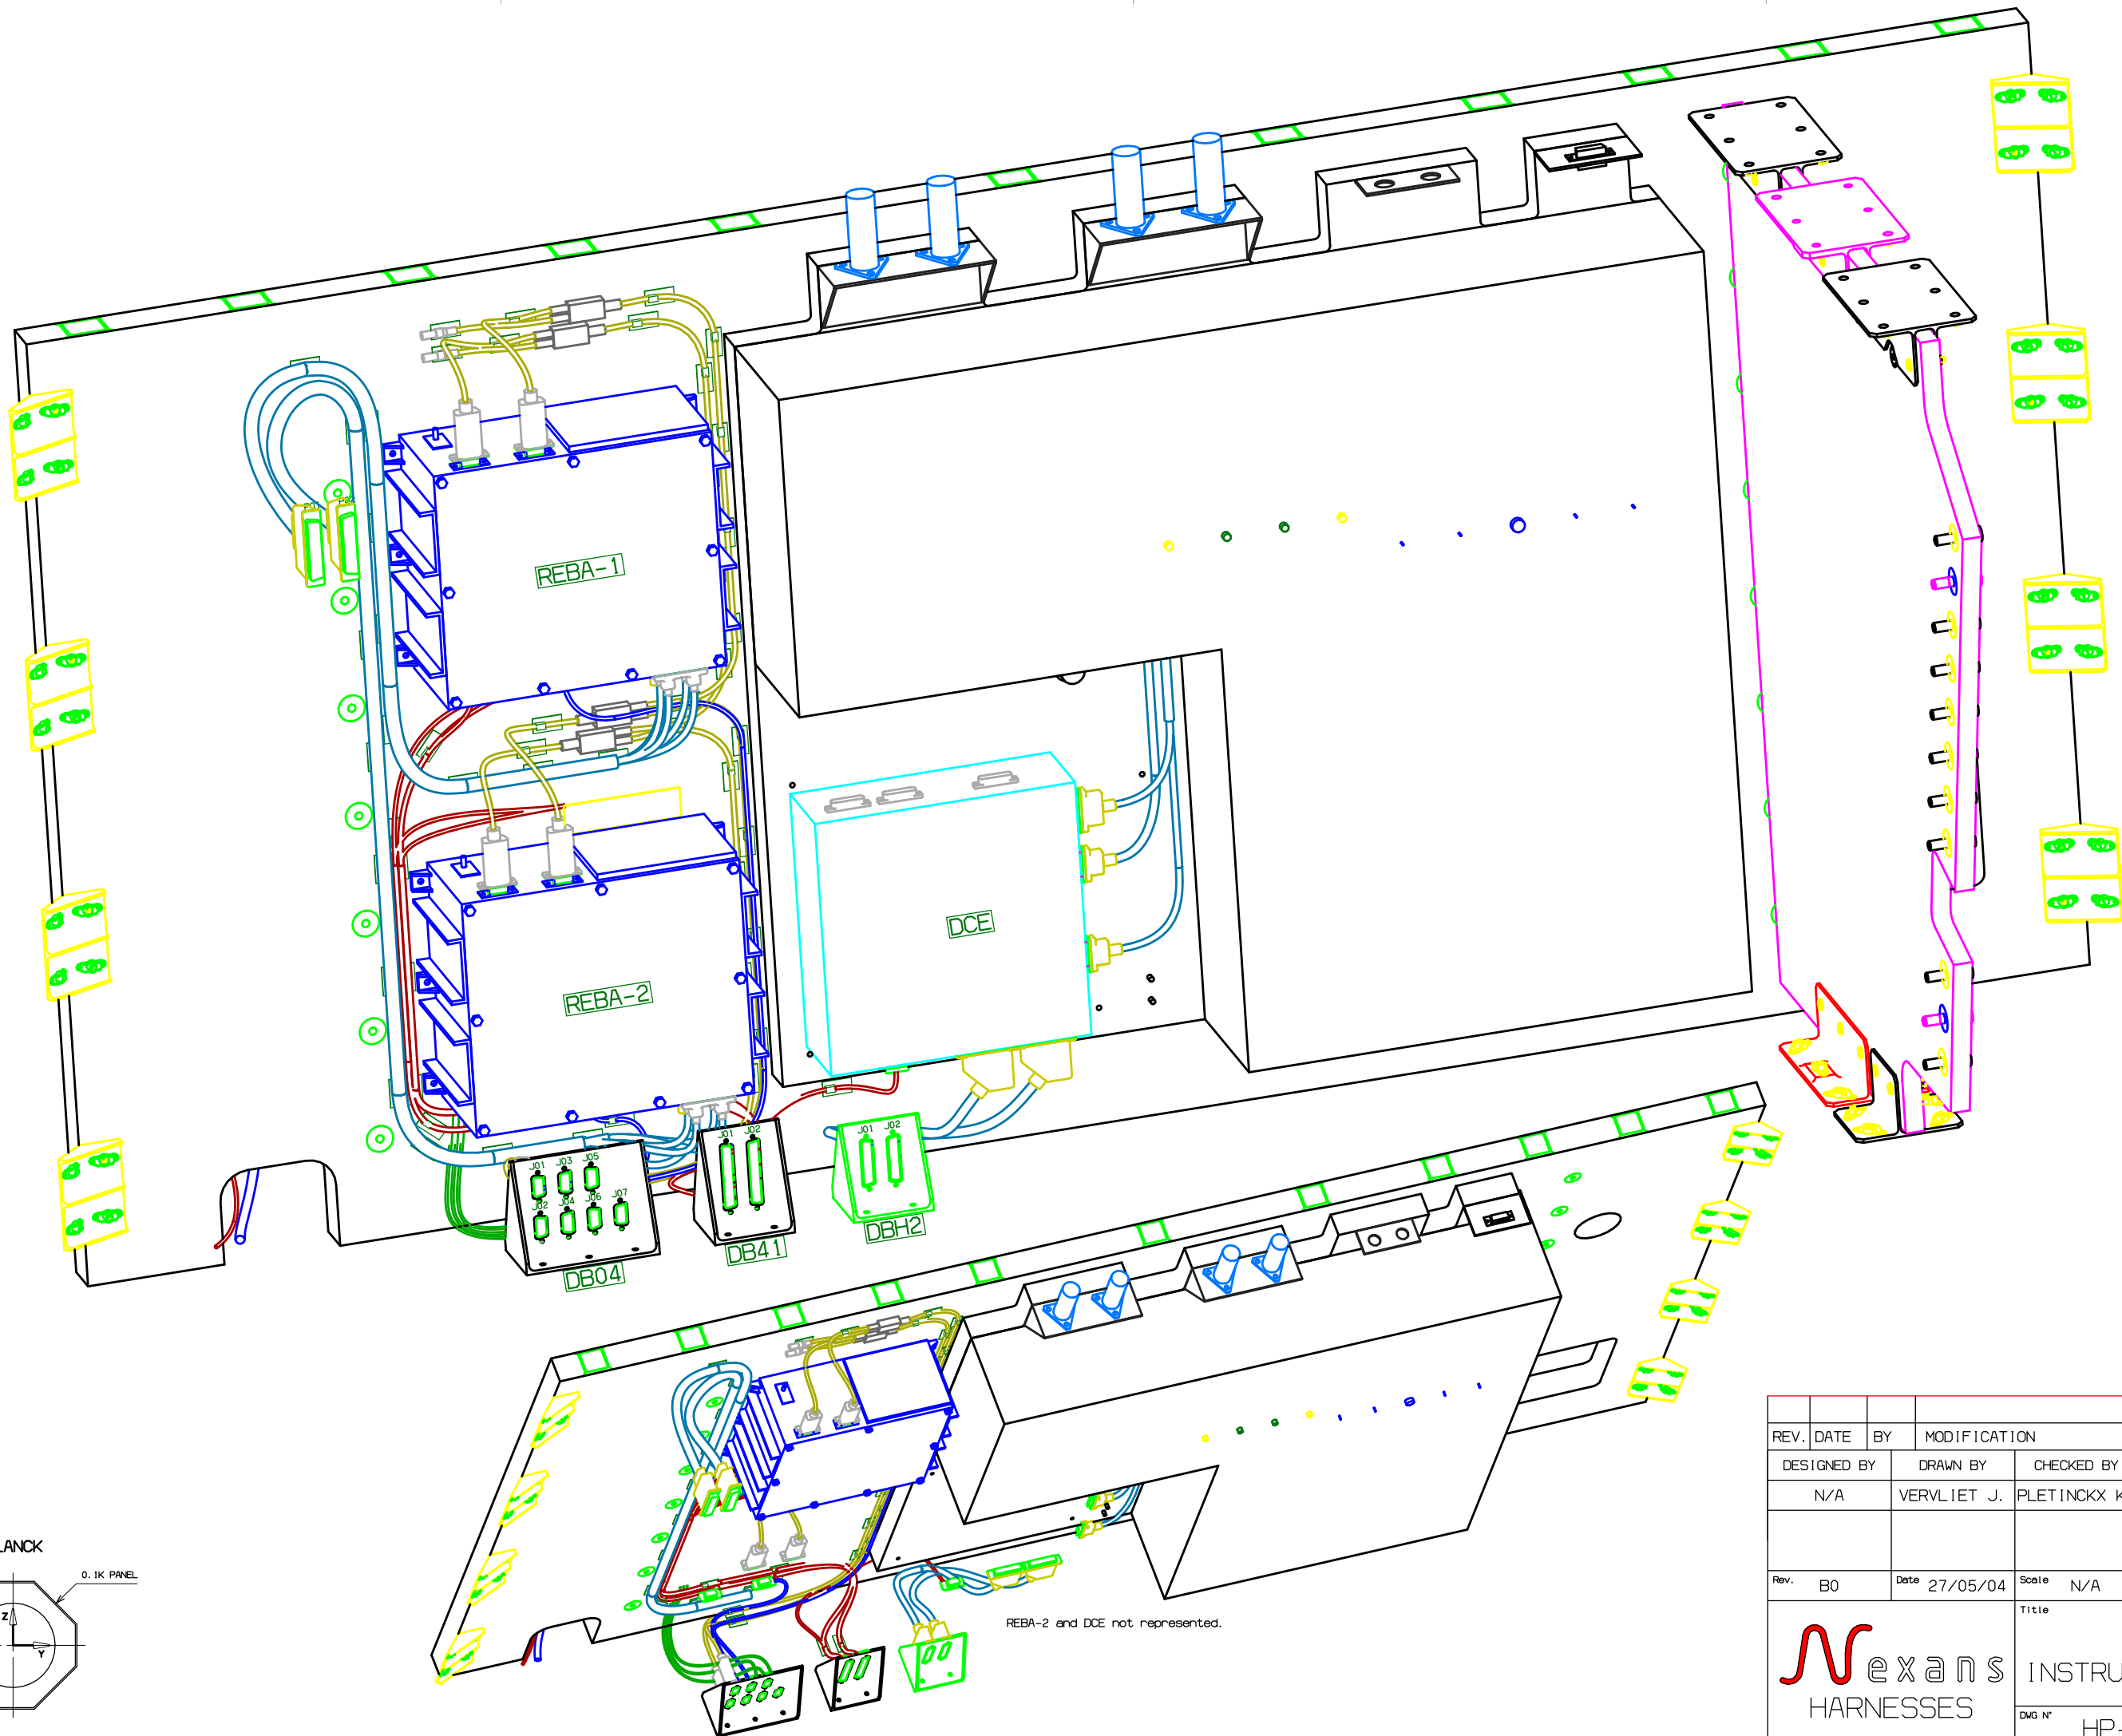 P01 P02
REBA-1
DCE
REBA-2
J01 J03 J05
J02 J04 J06 J07
DB04
J01 J02
DB41
J01 J02
DBH2
REBA-2 and DCE not represented.
LANCK
0.1K PANEL
Z
Y
REV. DATE BY MODIFICATION
DESIGNED BY DRAWN BY CHECKED BY
N/A VERVLIET J. PLETINCKX K
Rev. B0 Date 27/05/04 Scale N/A
Title
Nexans
HARNESSES
INSTRU
DWG N° HP-